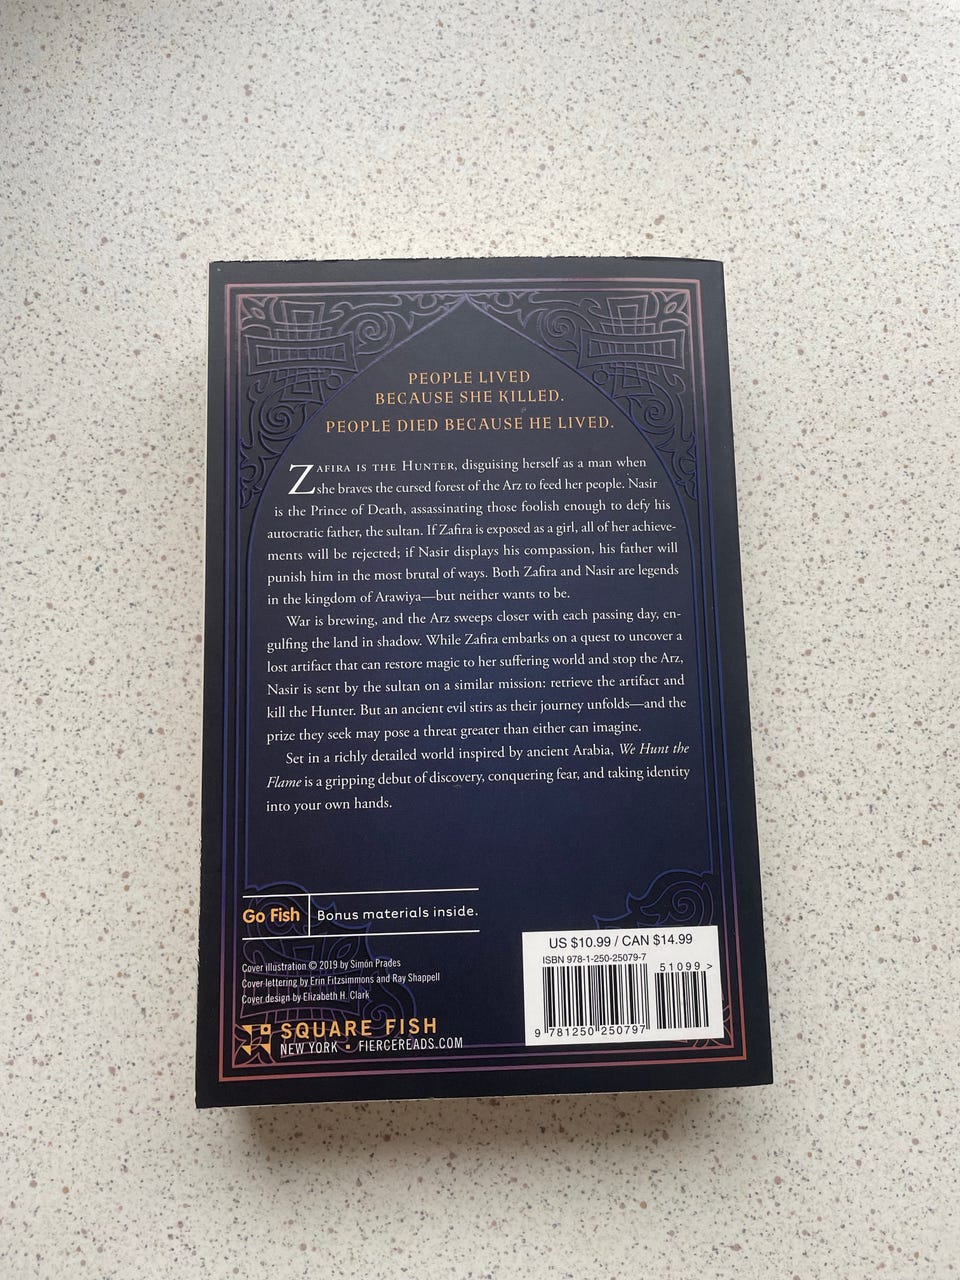 PEOPLE LIVED
BECAUSE SHE KILLED.
PEOPLE DIED BECAUSE HE LIVED.
ZAFIRA IS THE HUNTER, disguising herself as a man when
she braves the cursed forest of the Arz to feed her people. Nasir
is the Prince of Death, assassinating those foolish enough to defy his
autocratic father, the sultan. If Zafira is exposed as a girl, all of her achieve-
ments will be rejected; if Nasir displays his compassion, his father will
punish him in the most brutal of ways. Both Zafira and Nasir are legends
in the kingdom of Arawiya—but neither wants to be.
War is brewing, and the Arz sweeps closer with each passing day, en-
gulfing the land in shadow. While Zafira embarks on a quest to uncover a
lost artifact that can restore magic to her suffering world and stop the Arz,
Nasir is sent by the sultan on a similar mission: retrieve the artifact and
kill the Hunter. But an ancient evil stirs as their journey unfolds—and the
prize they seek may pose a threat greater than either can imagine.
Set in a richly detailed world inspired by ancient Arabia, We Hunt the
Flame is a gripping debut of discovery, conquering fear, and taking identity
into your own hands.
Go Fish Bonus materials inside.
Cover illustration © 2019 by Simón Prades
Cover lettering by Erin Fitzsimmons and Ray Shappell
Cover design by Elizabeth H. Clark
SQUARE FISH
NEW YORK • FIERCEREADS.COM
US $10.99 / CAN $14.99
ISBN 978-1-250-25079-7
51099 >
9 781250 250797